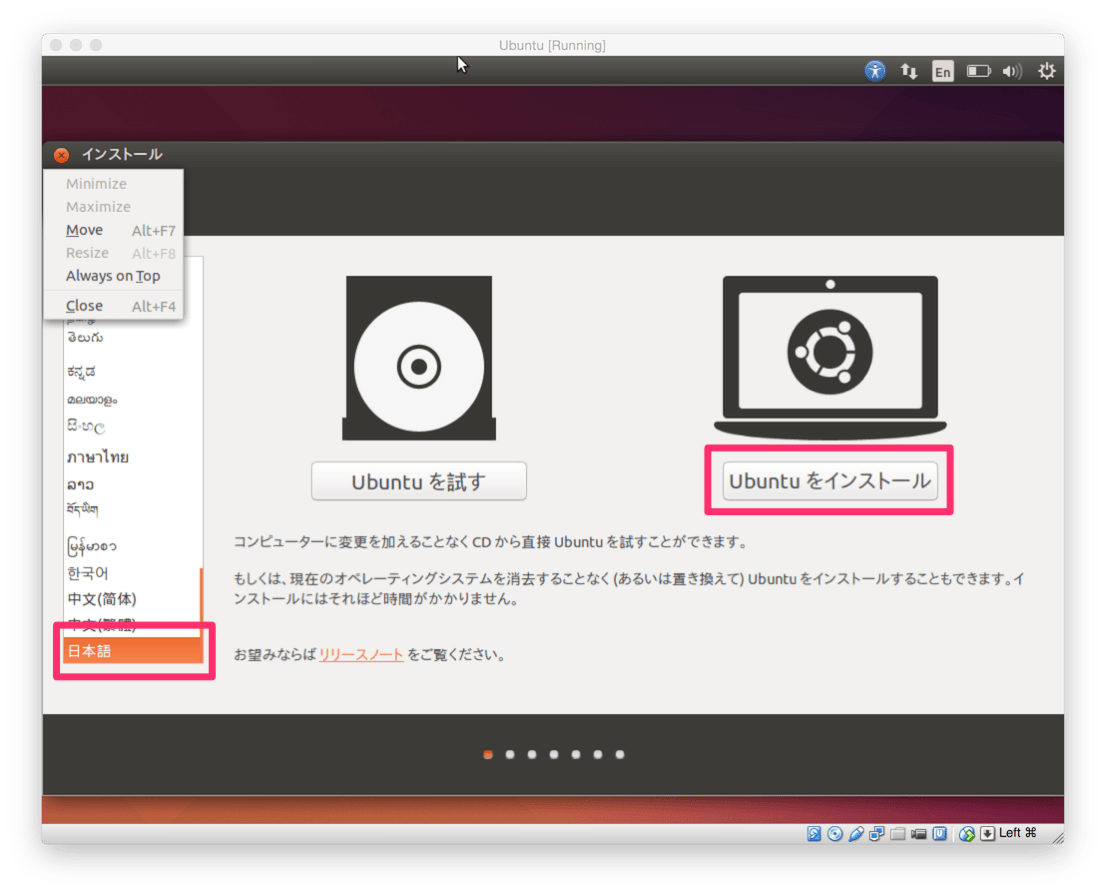 Ubuntu [Running]
En
インストール
Minimize
Maximize
Move Alt+F7
Resize Alt+F8
Always on Top
Close Alt+F4
తెలుగు
ಕನ್ನಡ
മലയാളം
සිංහල
ภาษาไทย
ລາວ
བོད་ཡིག
မြန်မာစာ
한국어
中文(简体)
中文(繁體)
日本語
Ubuntu を試す
Ubuntu をインストール
コンピューターに変更を加えることなく CD から直接 Ubuntu を試すことができます。
もしくは、現在のオペレーティングシステムを消去することなく (あるいは置き換えて) Ubuntu をインストールすることもできます。イ
ンストールにはそれほど時間がかかりません。
お望みならば リリースノート をご覧ください。
Left ⌘